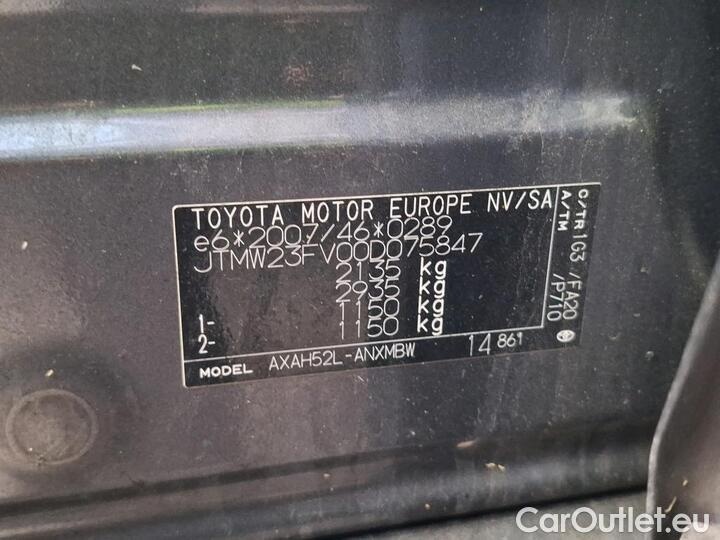 TOYOTA MOTOR EUROPE NV/SA
e6*2007/46*0289
JTMW23FV00D075847
2135 kg
2935 kg
1- 1150 kg
2- 1150 kg
MODEL AXAH52L-ANXMBW 14 861
C/TR 1G3 /FA20
A/TM /P710
CarOutlet.eu